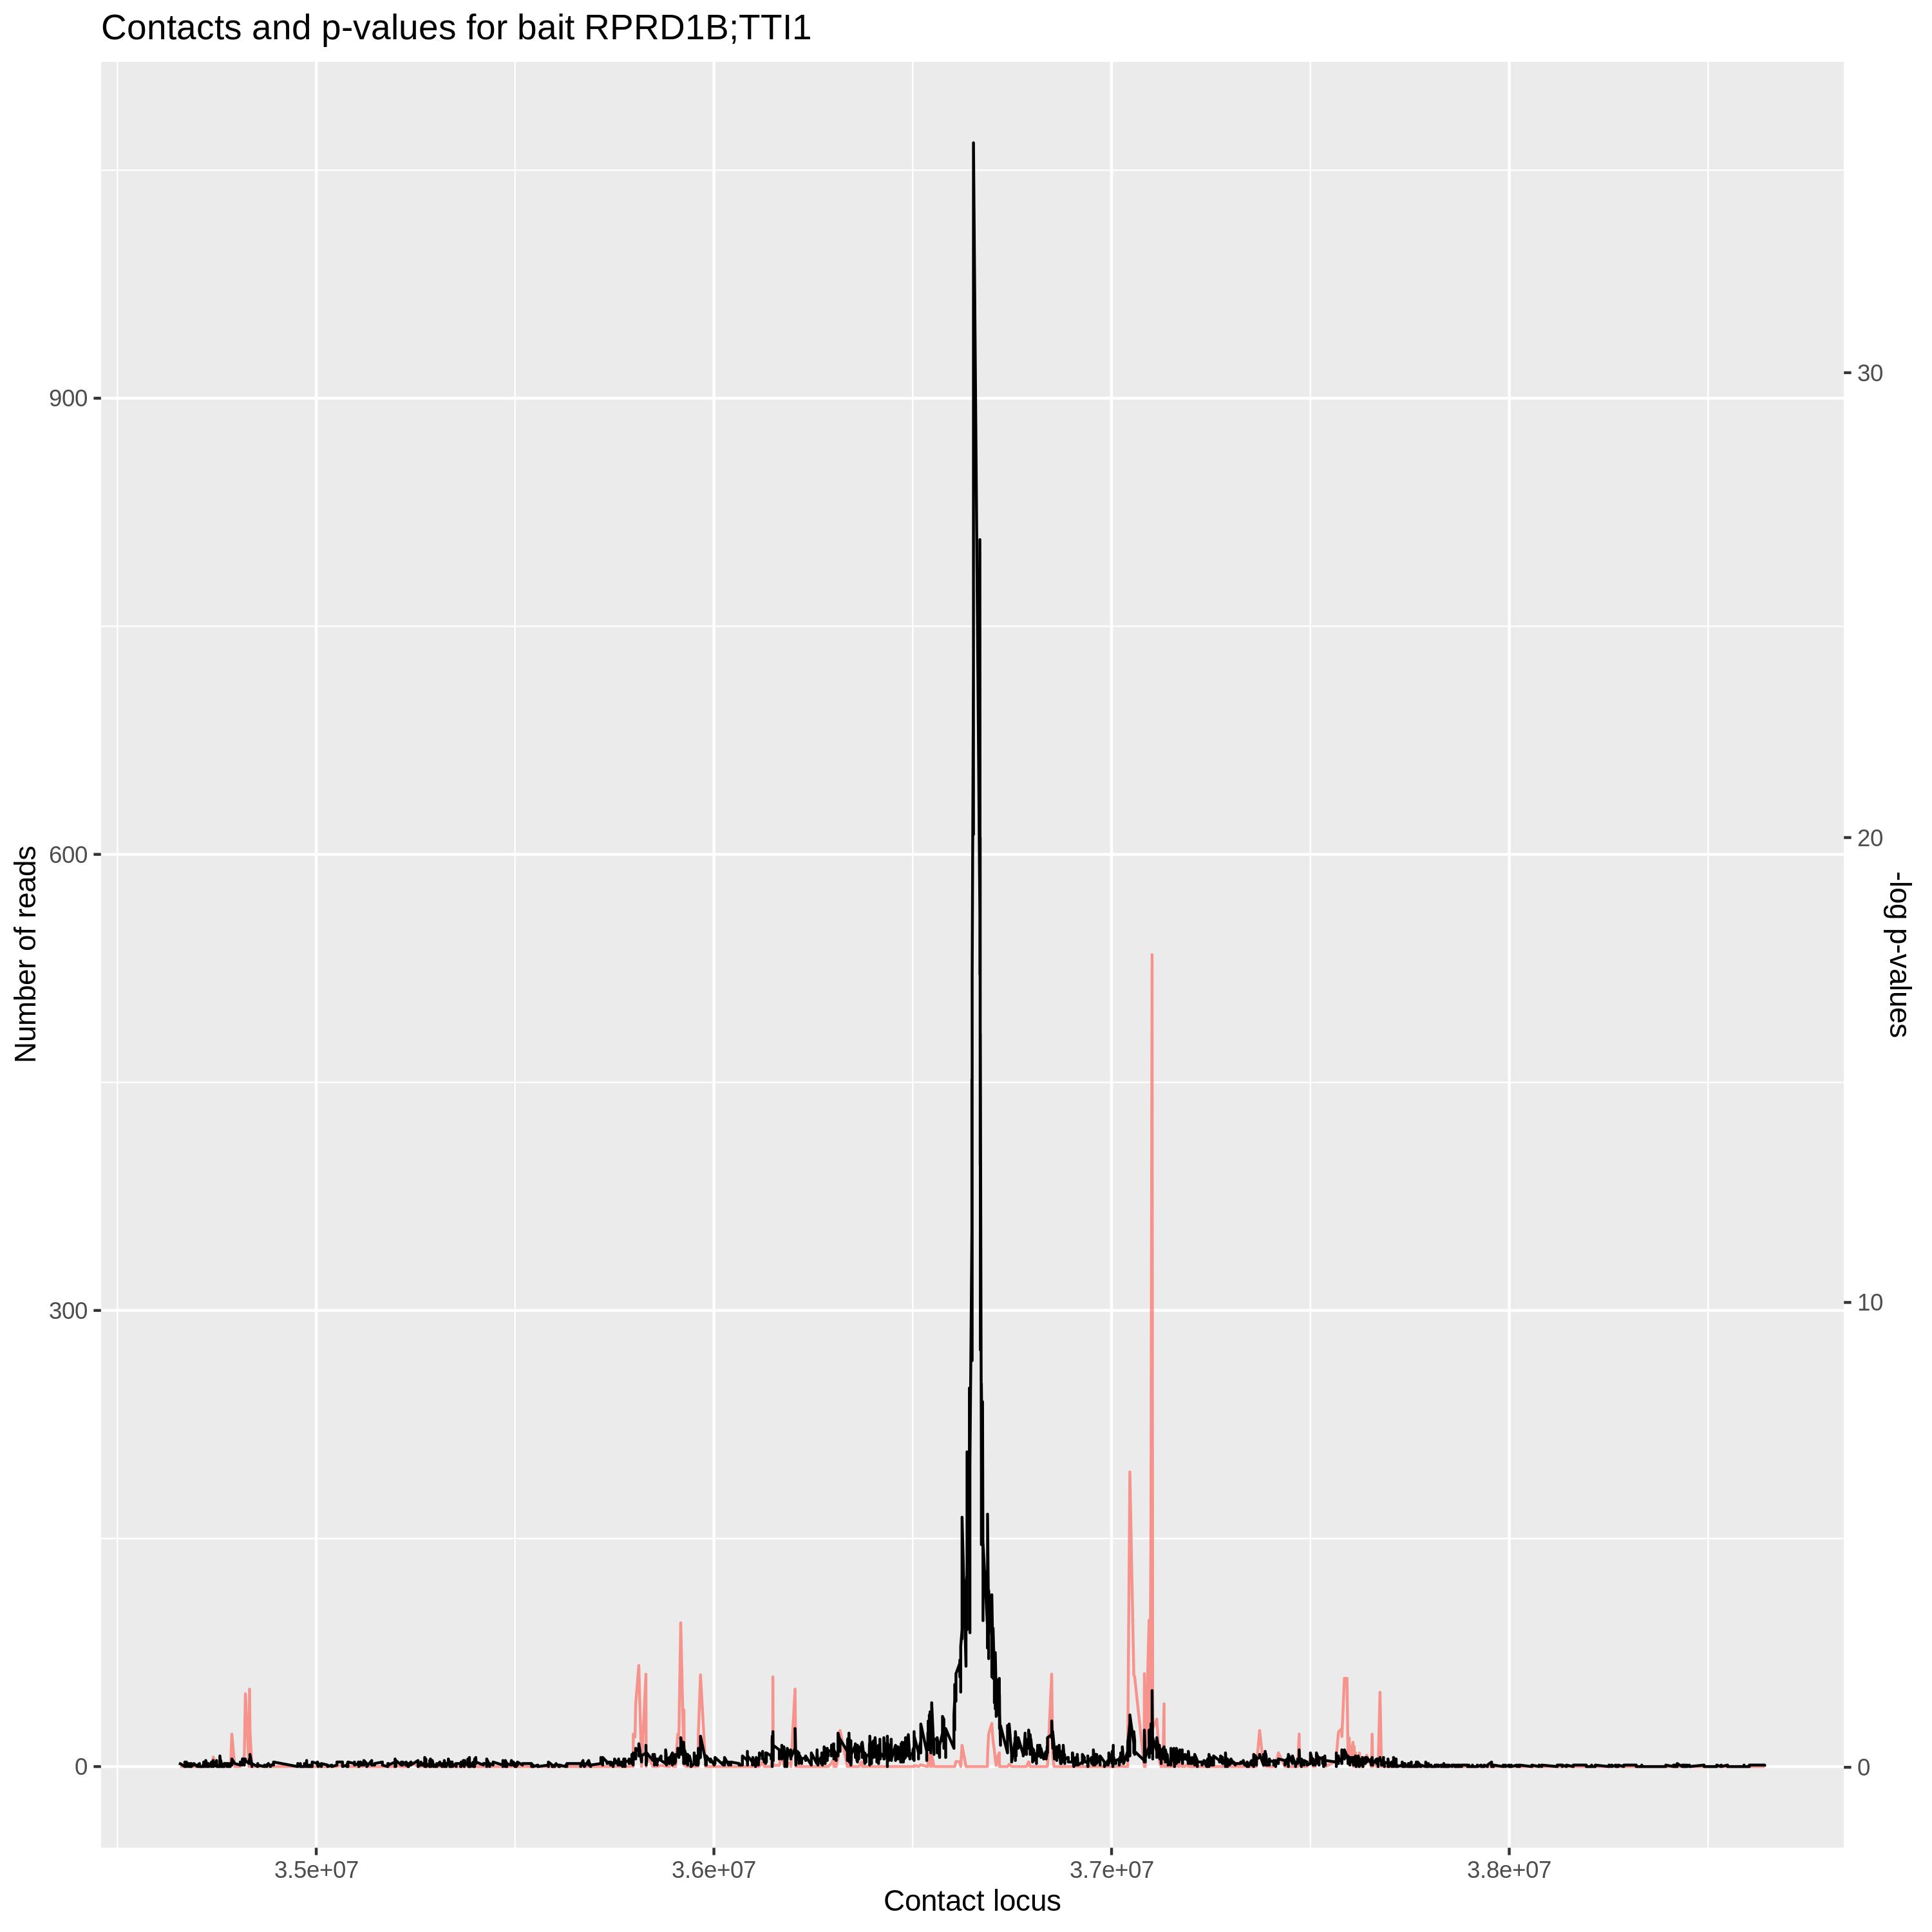 Contacts and p-values for bait RPRD1B;TTI1
Number of reads
900
600
300
0
30
20
10
0
-log p-values
3.5e+07 3.6e+07 3.7e+07 3.8e+07
Contact locus